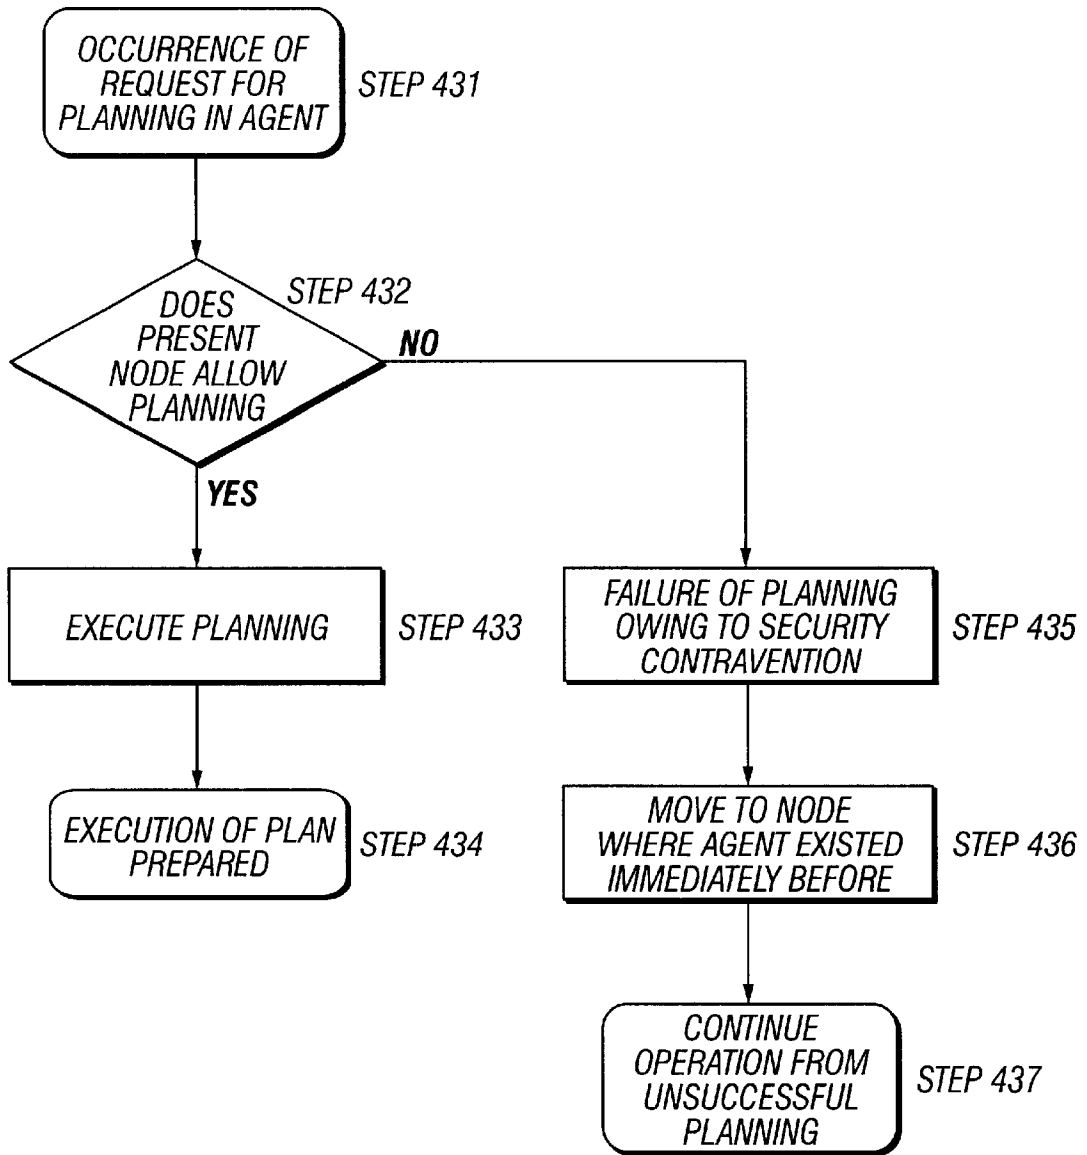 OCCURRENCE OF
REQUEST FOR
PLANNING IN AGENT
STEP 431
STEP 432
DOES
PRESENT
NODE ALLOW
PLANNING
NO
YES
EXECUTE PLANNING
STEP 433
FAILURE OF PLANNING
OWING TO SECURITY
CONTRAVENTION
STEP 435
EXECUTION OF PLAN
PREPARED
STEP 434
MOVE TO NODE
WHERE AGENT EXISTED
IMMEDIATELY BEFORE
STEP 436
CONTINUE
OPERATION FROM
UNSUCCESSFUL
PLANNING
STEP 437